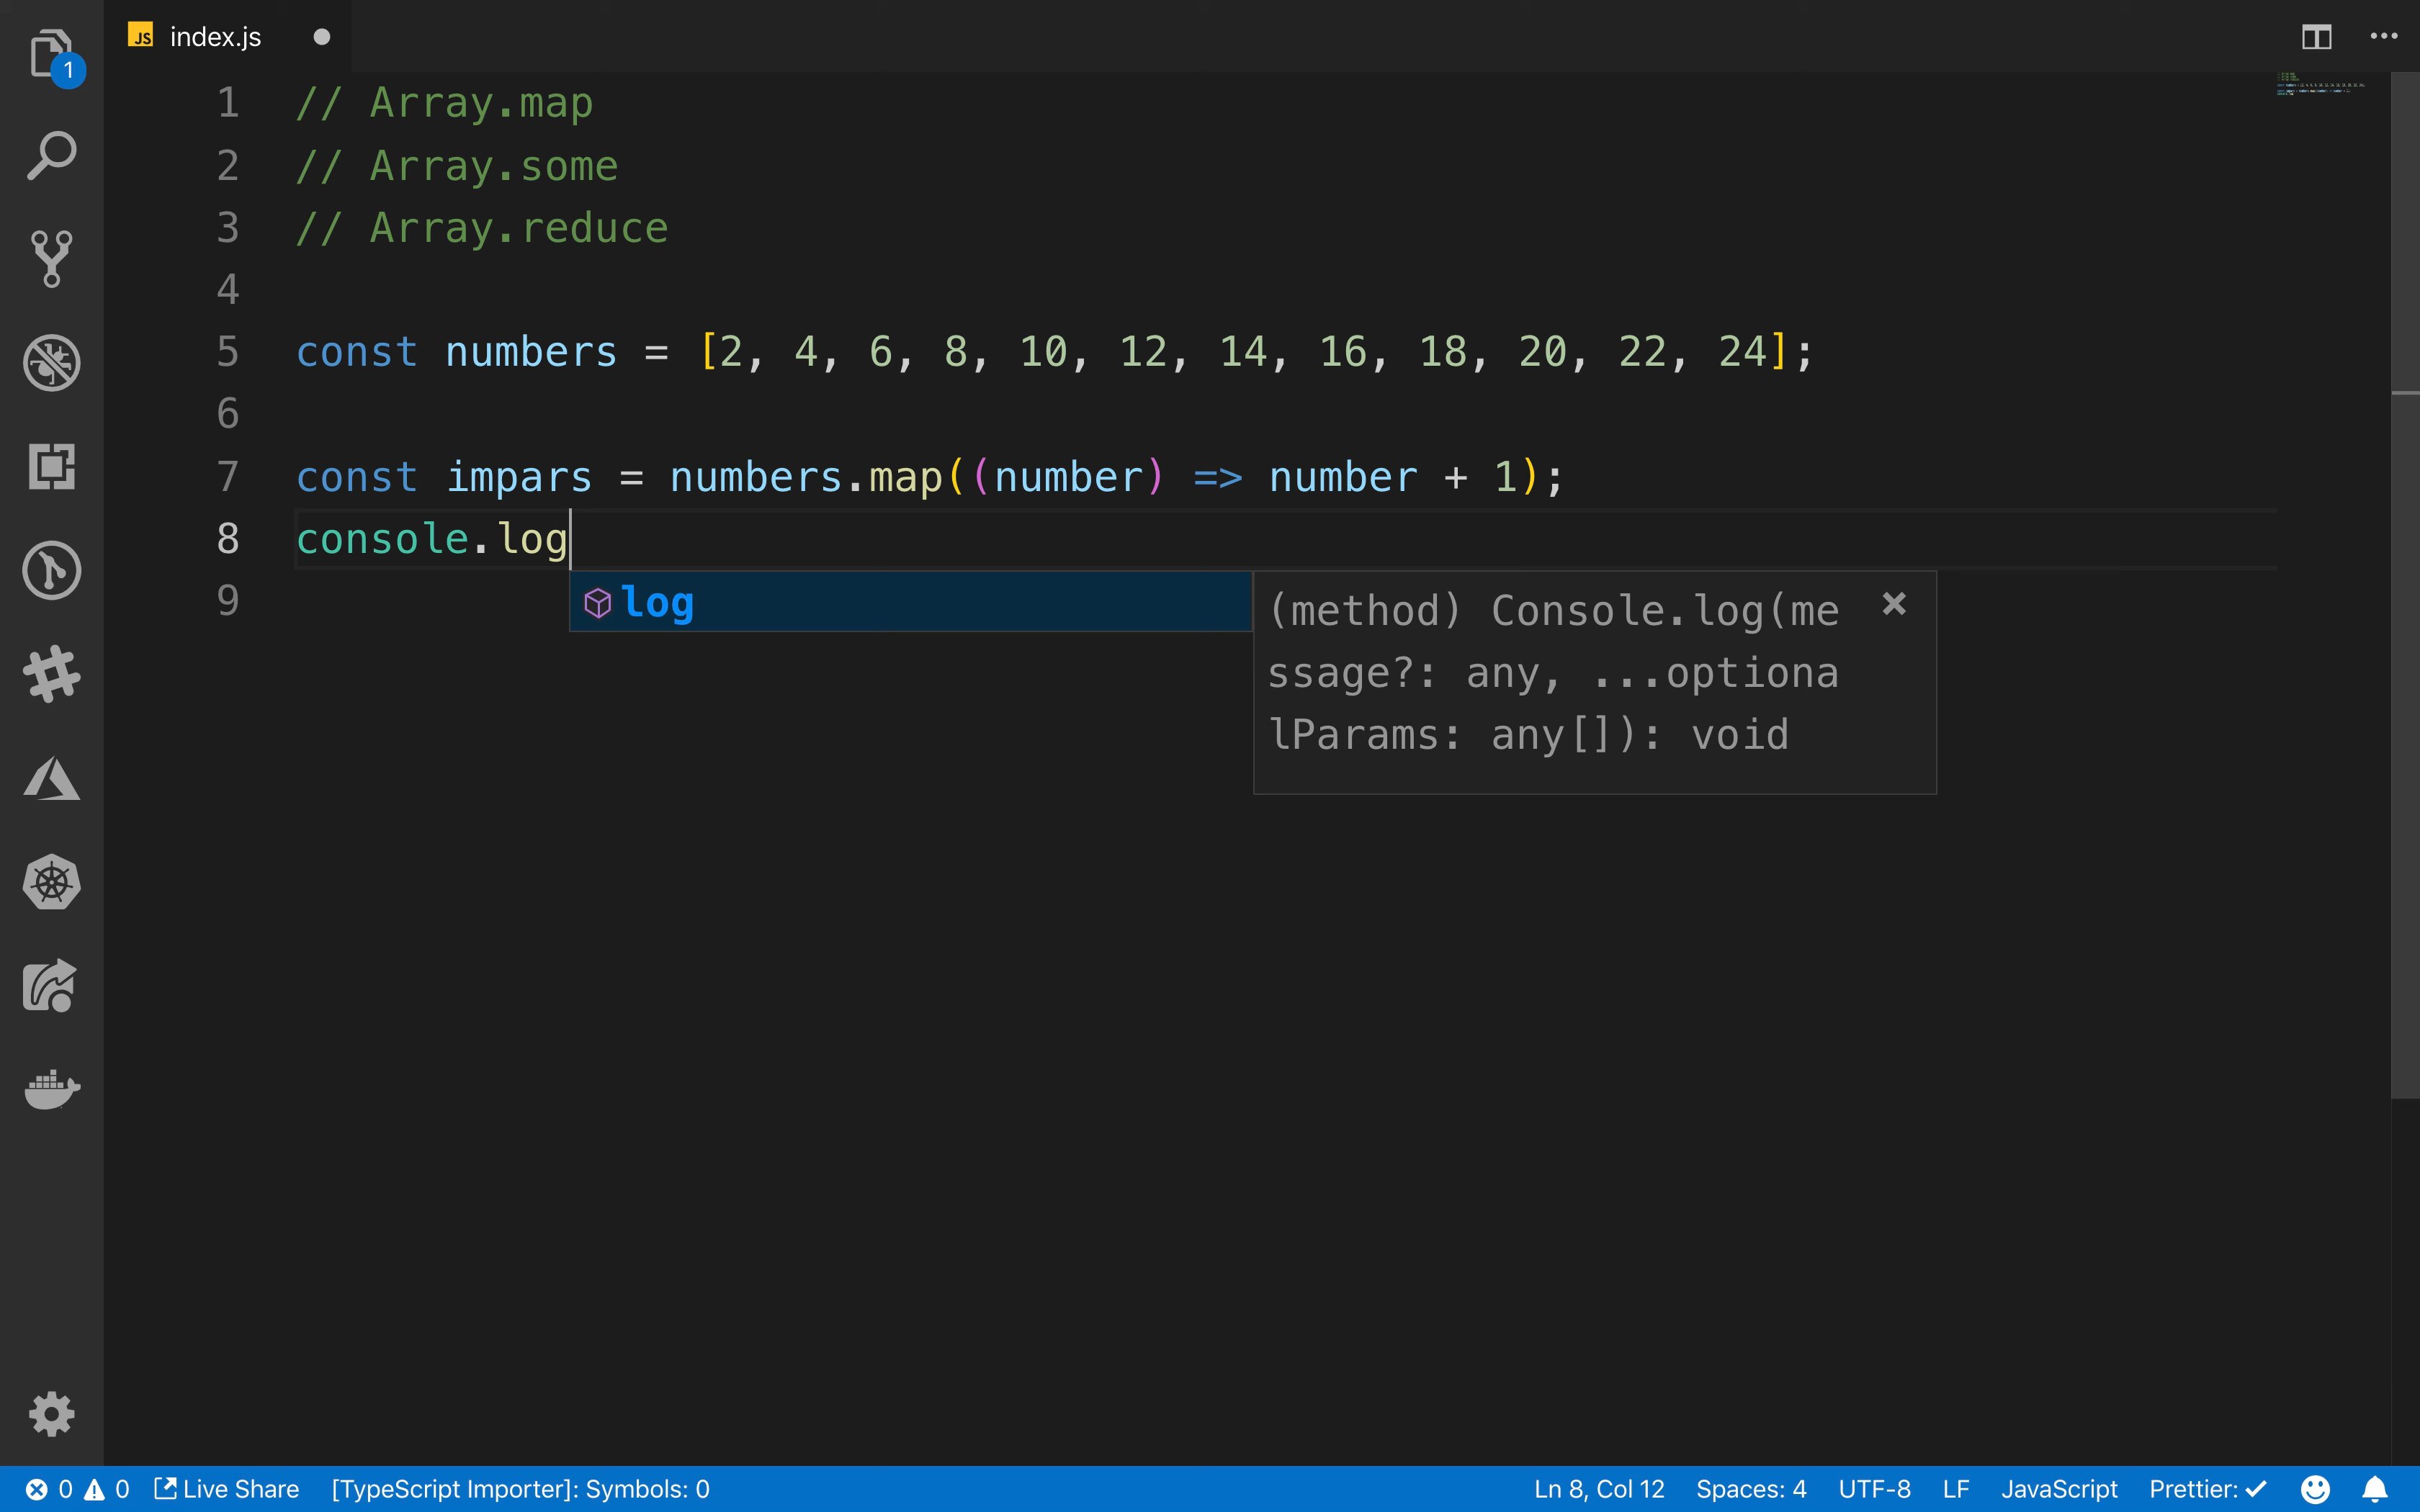 JS index.js
1
1 // Array.map
2 // Array.some
3 // Array.reduce
4
5 const numbers = [2, 4, 6, 8, 10, 12, 14, 16, 18, 20, 22, 24];
6
7 const impars = numbers.map((number) => number + 1);
8 console.log
9
log
(method) Console.log(me
ssage?: any, ...optiona
lParams: any[]): void
0 0 Live Share [TypeScript Importer]: Symbols: 0 Ln 8, Col 12 Spaces: 4 UTF-8 LF JavaScript Prettier: ✓